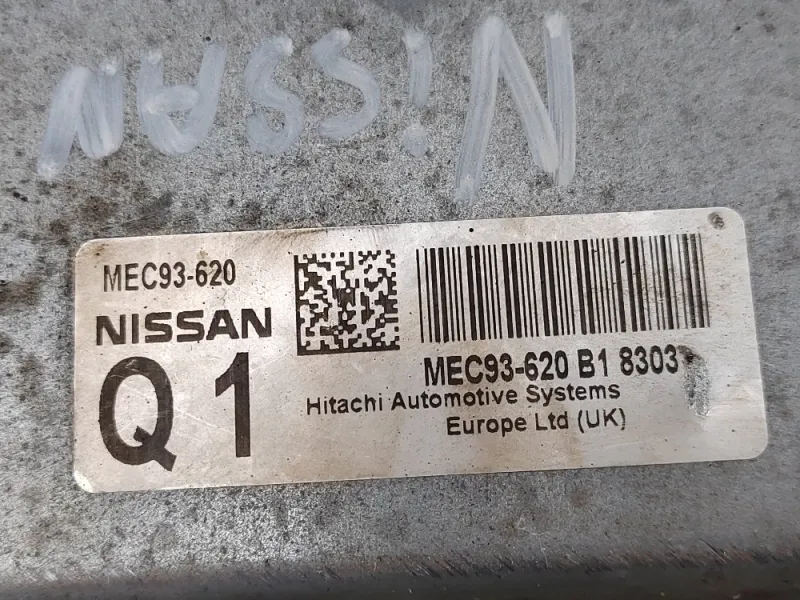 NISSAN
MEC93-620
NISSAN
Q1
MEC93-620 B1 8303
Hitachi Automotive Systems
Europe Ltd (UK)